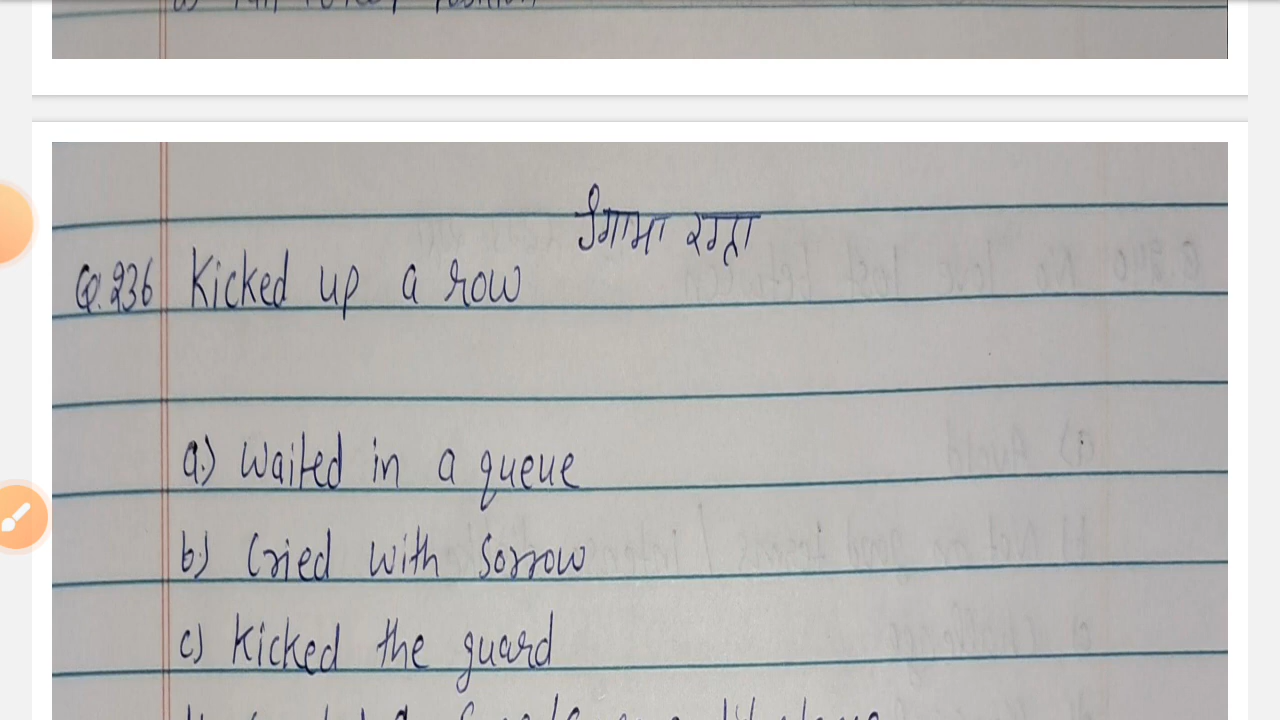 हंगामा करना
Q.236 Kicked up a row
a.) Waited in a queue
b.) Cried with Sorrow
c.) Kicked the guard